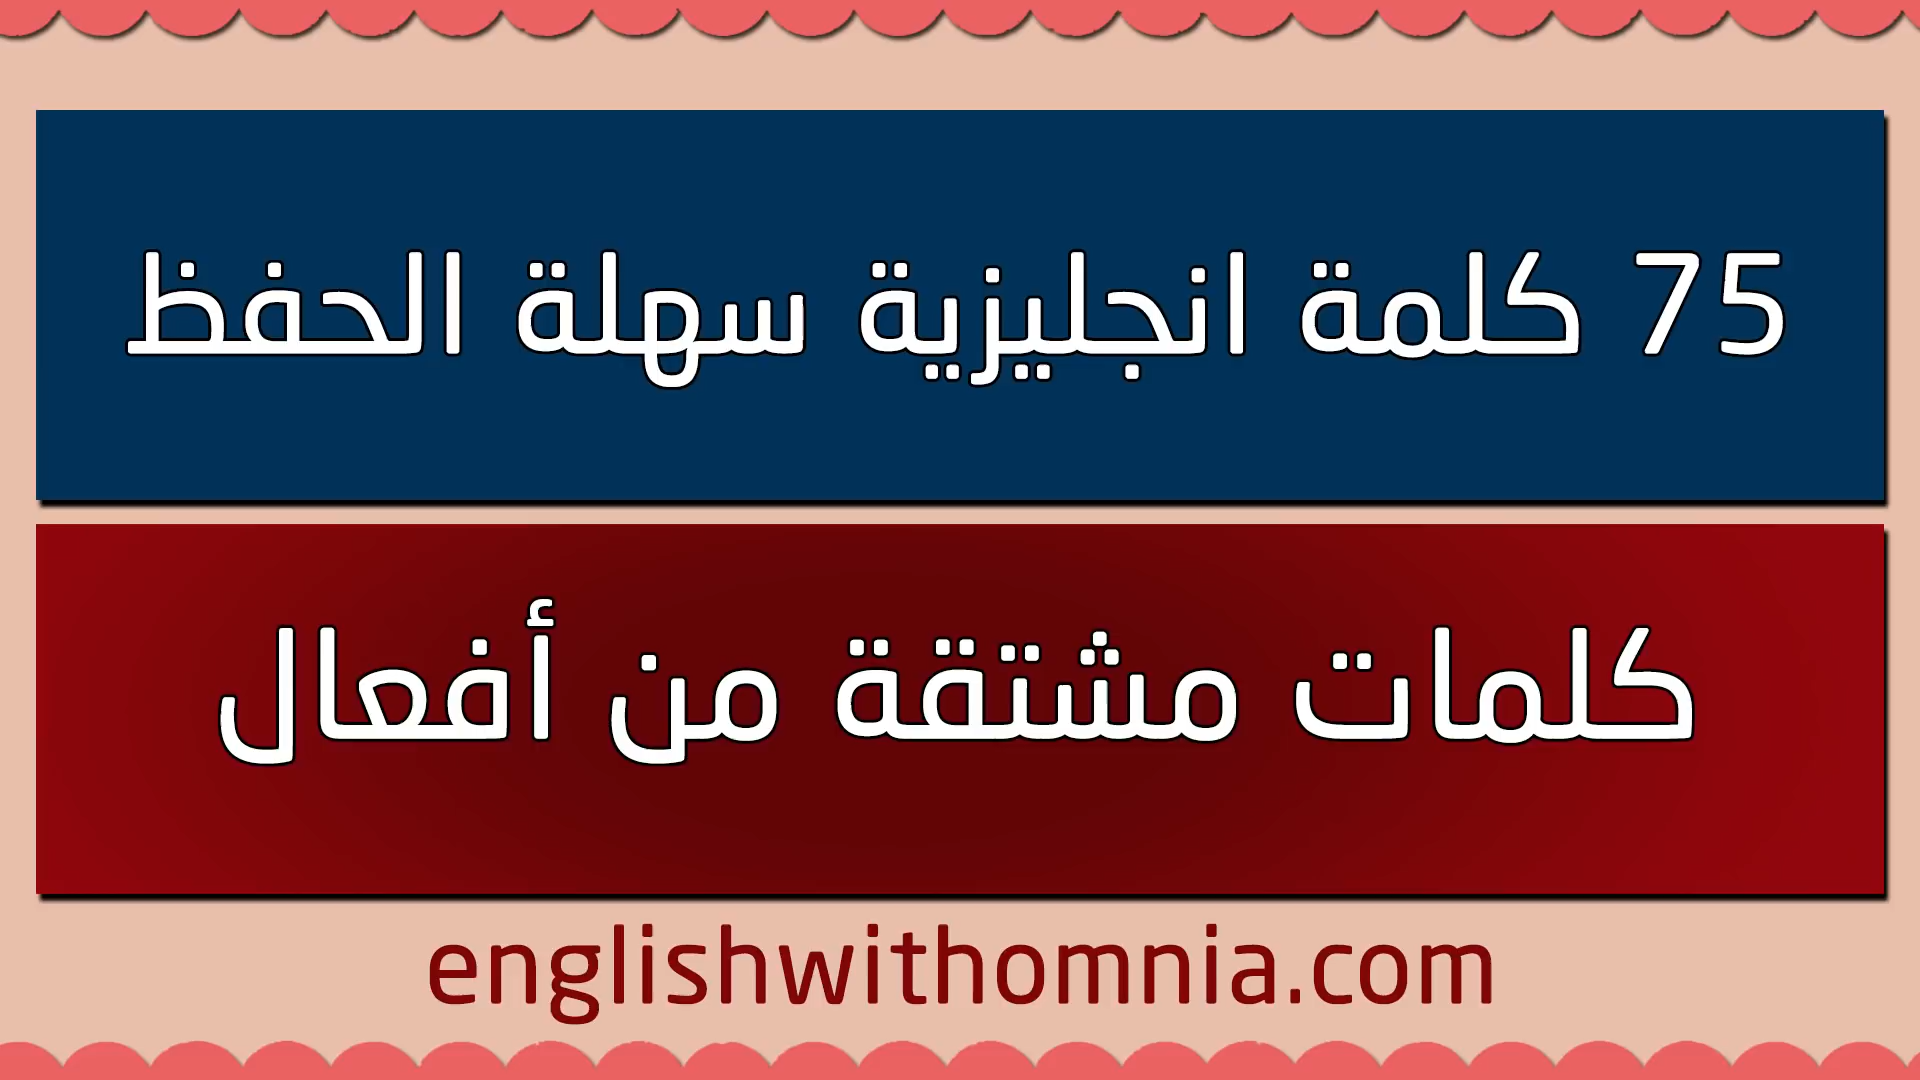 75 كلمة انجليزية سهلة الحفظ
كلمات مشتقة من أفعال
englishwithomnia.com